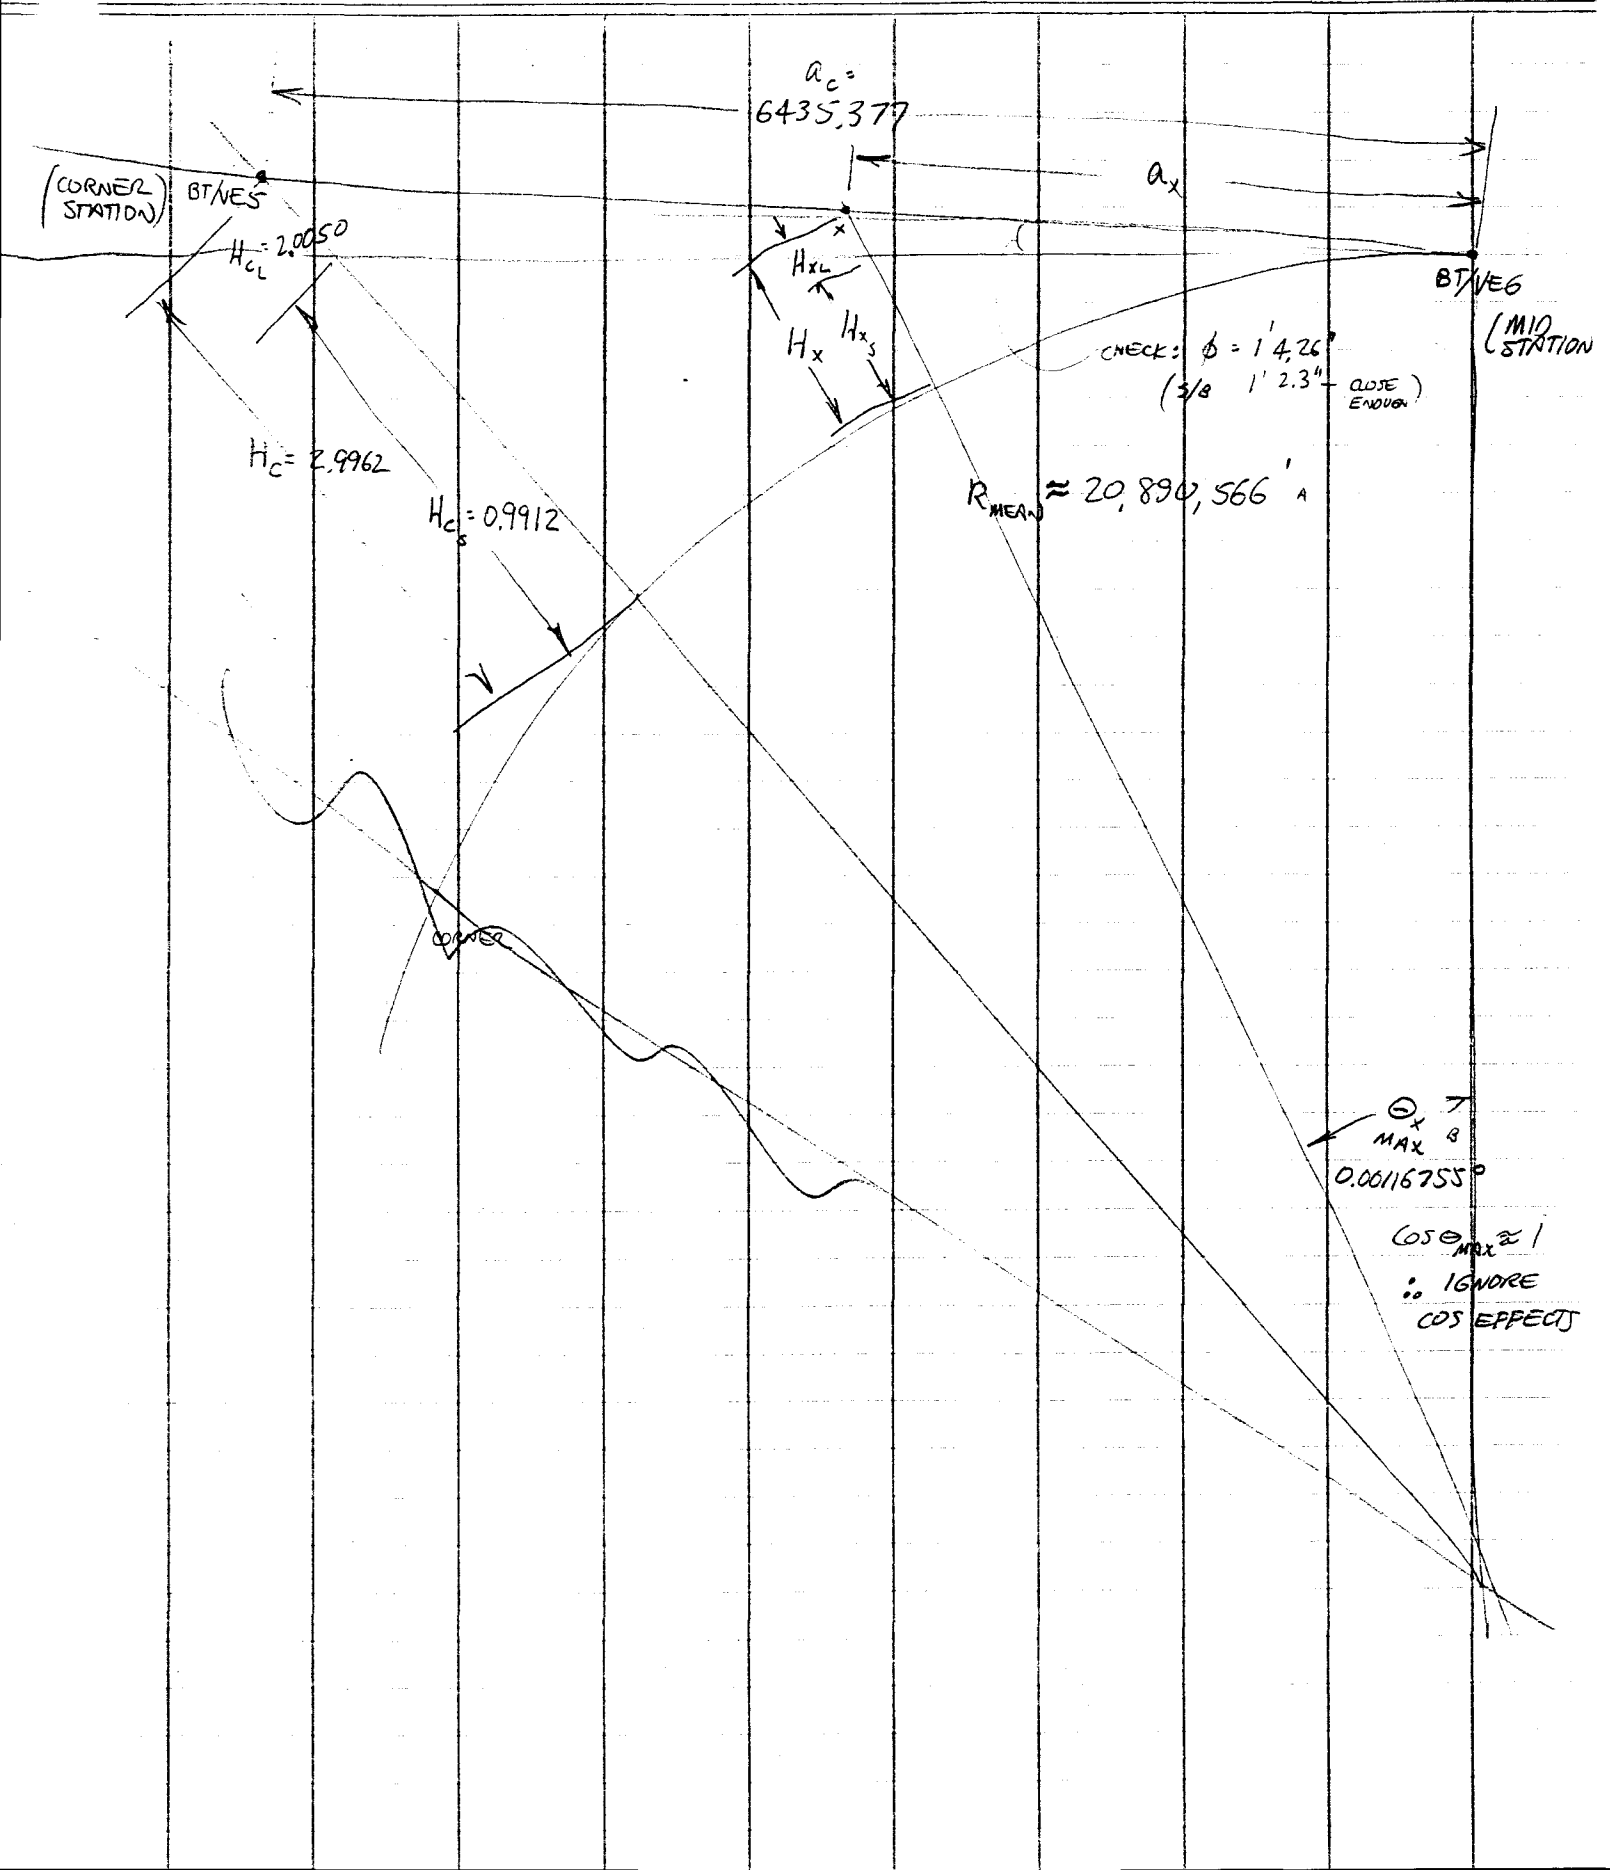 a_c =
6435.377
a_x
(CORNER STATION)
BT/VE5
H_CL = 2.0050
x
H_XL
H_X
H_XS
BT/VE6
(MID STATION
CHECK: ϕ = 1' 4.26"
(S/B 1' 2.3" - CLOSE ENOUGH)
H_C = 2.9962
H_CS = 0.9912
R_MEAN ≈ 20,890,566' A
CORNER
Θ_X
MAX B
0.00116755°
COS Θ_MAX ≈ 1
∴ IGNORE
COS EFFECTS